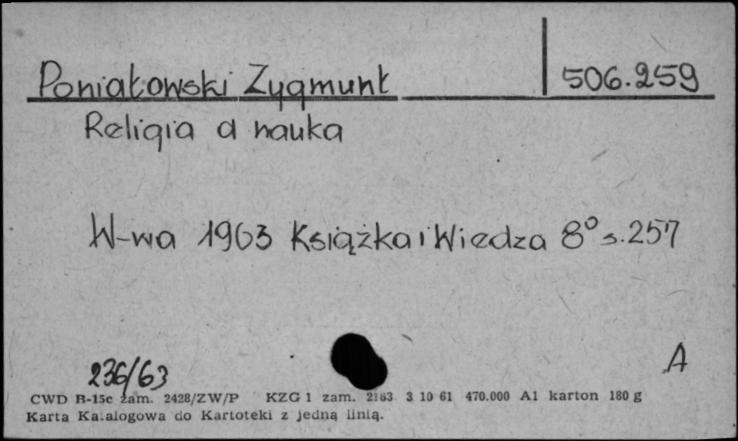 Poniatowski Zygmunt 506.259
Religia a nauka
W-wa 1963 Książka i Wiedza 8° s. 257
A
236/63
CWD B-15c zam. 2428/ZW/P KZG 1 zam. 2163 3 10 61 470.000 A1 karton 180 g
Karta Katalogowa do Kartoteki z jedną linią.